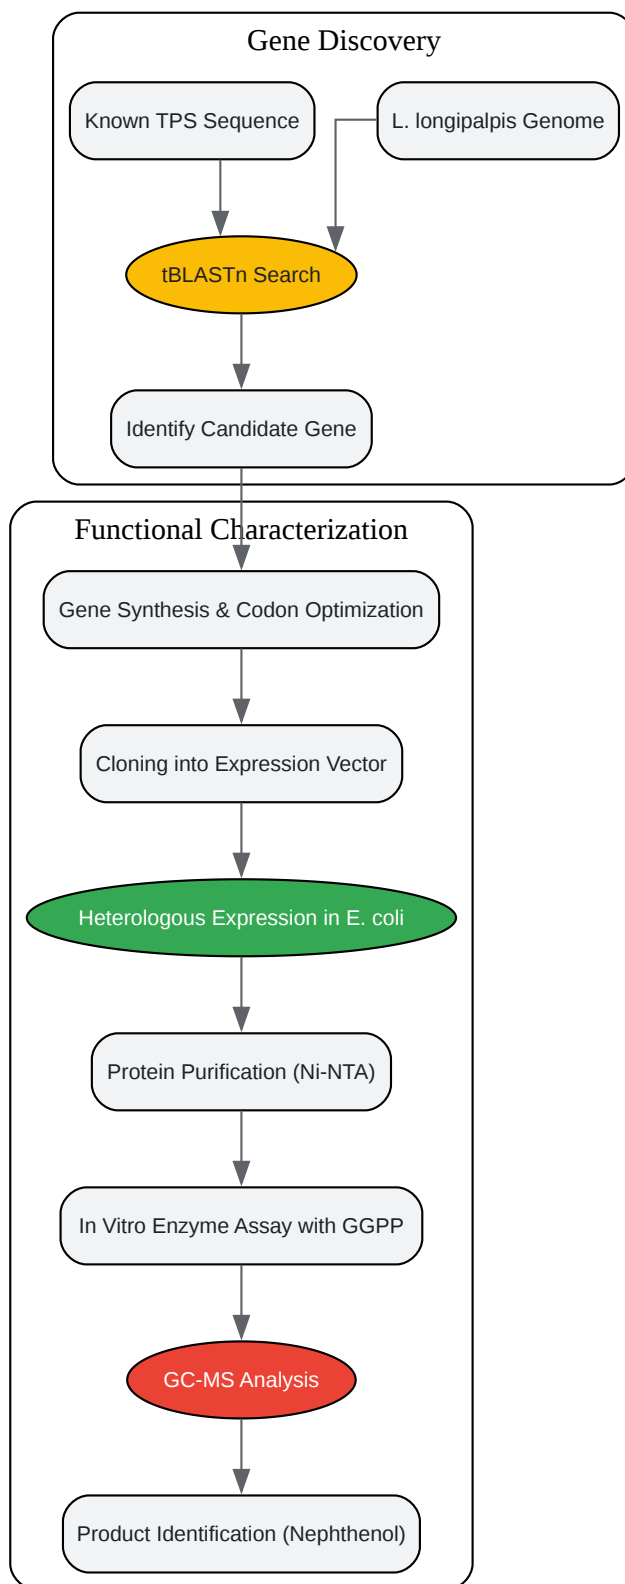 Gene Discovery
Known TPS Sequence
L. longipalpis Genome
tBLASTn Search
Identify Candidate Gene
Functional Characterization
Gene Synthesis & Codon Optimization
Cloning into Expression Vector
Heterologous Expression in E. coli
Protein Purification (Ni-NTA)
In Vitro Enzyme Assay with GGPP
GC-MS Analysis
Product Identification (Nephthenol)